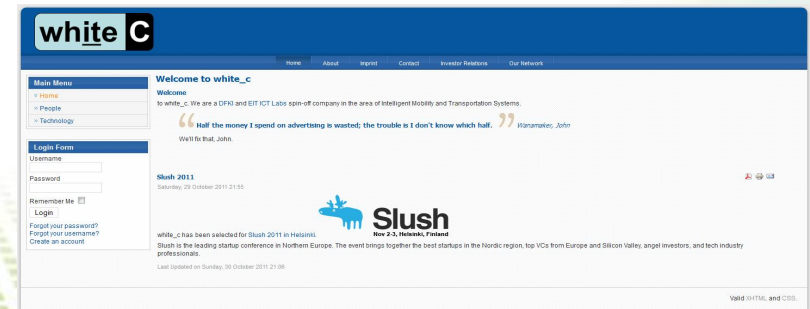 white C
Home About Imprint Contact Investor Relations Our Network
Main Menu
Home
People
Technology
Login Form
Username
Password
Remember Me
Login
Forgot your password?
Forgot your username?
Create an account
Welcome to white_c
Welcome
to white_c. We are a DFKI and EIT ICT Labs spin-off company in the area of Intelligent Mobility and Transportation Systems.
“ Half the money I spend on advertising is wasted; the trouble is I don't know which half. ” Wanamaker, John
We'll fix that, John.
Slush 2011
Saturday, 29 October 2011 21:55
Slush
Nov 2-3, Helsinki, Finland
white_c has been selected for Slush 2011 in Helsinki.
Slush is the leading startup conference in Northern Europe. The event brings together the best startups in the Nordic region, top VCs from Europe and Silicon Valley, angel investors, and tech industry
professionals.
Last Updated on Sunday, 30 October 2011 21:06
Valid XHTML and CSS.